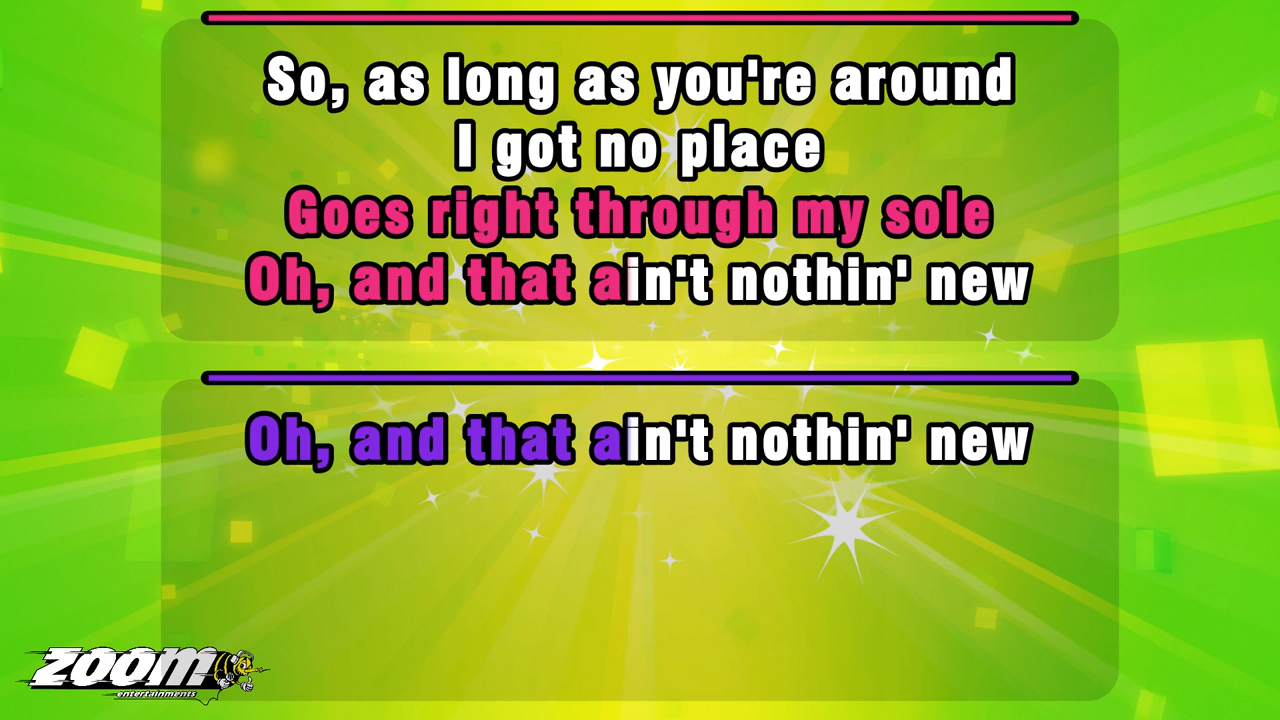 So, as long as you're around
I got no place
Goes right through my sole
Oh, and that ain't nothin' new
Oh, and that ain't nothin' new
zoom
entertainments